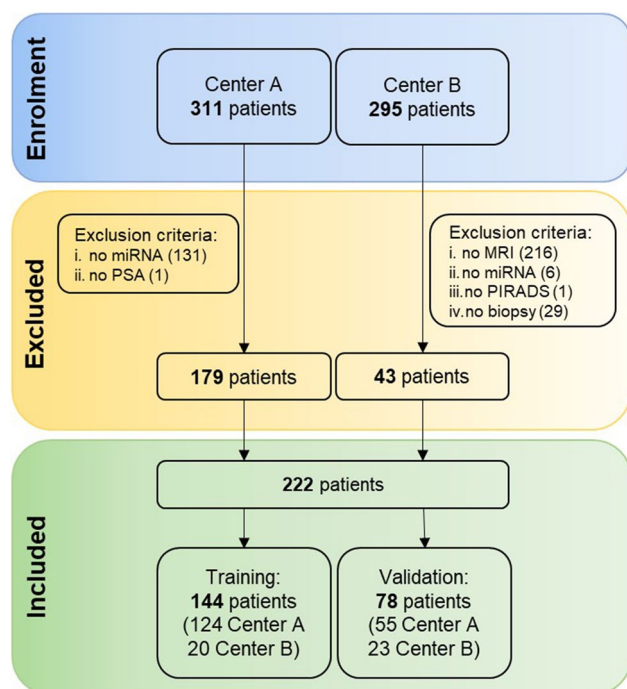 Enrolment
Center A
311 patients
Center B
295 patients
Excluded
Exclusion criteria:
i. no miRNA (131)
ii. no PSA (1)
Exclusion criteria:
i. no MRI (216)
ii. no miRNA (6)
iii.no PIRADS (1)
iv.no biopsy (29)
179 patients
43 patients
Included
222 patients
Training:
144 patients
(124 Center A
20 Center B)
Validation:
78 patients
(55 Center A
23 Center B)